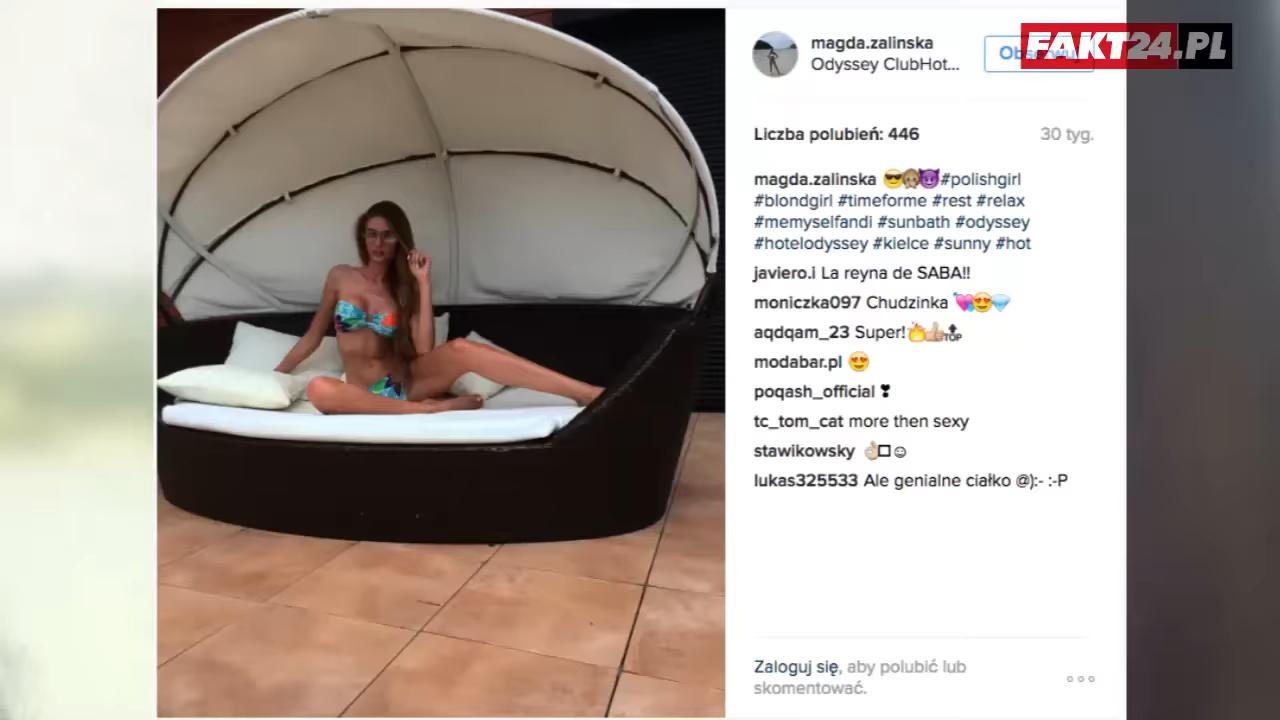 FAKT24.PL
magda.zalinska
Odyssey ClubHot...
Liczba polubień: 446
30 tyg.
magda.zalinska 😎🙊😈#polishgirl
#blondgirl #timeforme #rest #relax
#memyselfandi #sunbath #odyssey
#hotelodyssey #kielce #sunny #hot
javiero.i La reyna de SABA!!
moniczka097 Chudzinka 💘😍💎
aqdqam_23 Super!🔥👍🏼🔝
modabar.pl 😍
poqash_official ❣
tc_tom_cat more then sexy
stawikowsky 👌🏻☐☺
lukas325533 Ale genialne ciałko @):- :-P
Zaloguj się, aby polubić lub
skomentować.